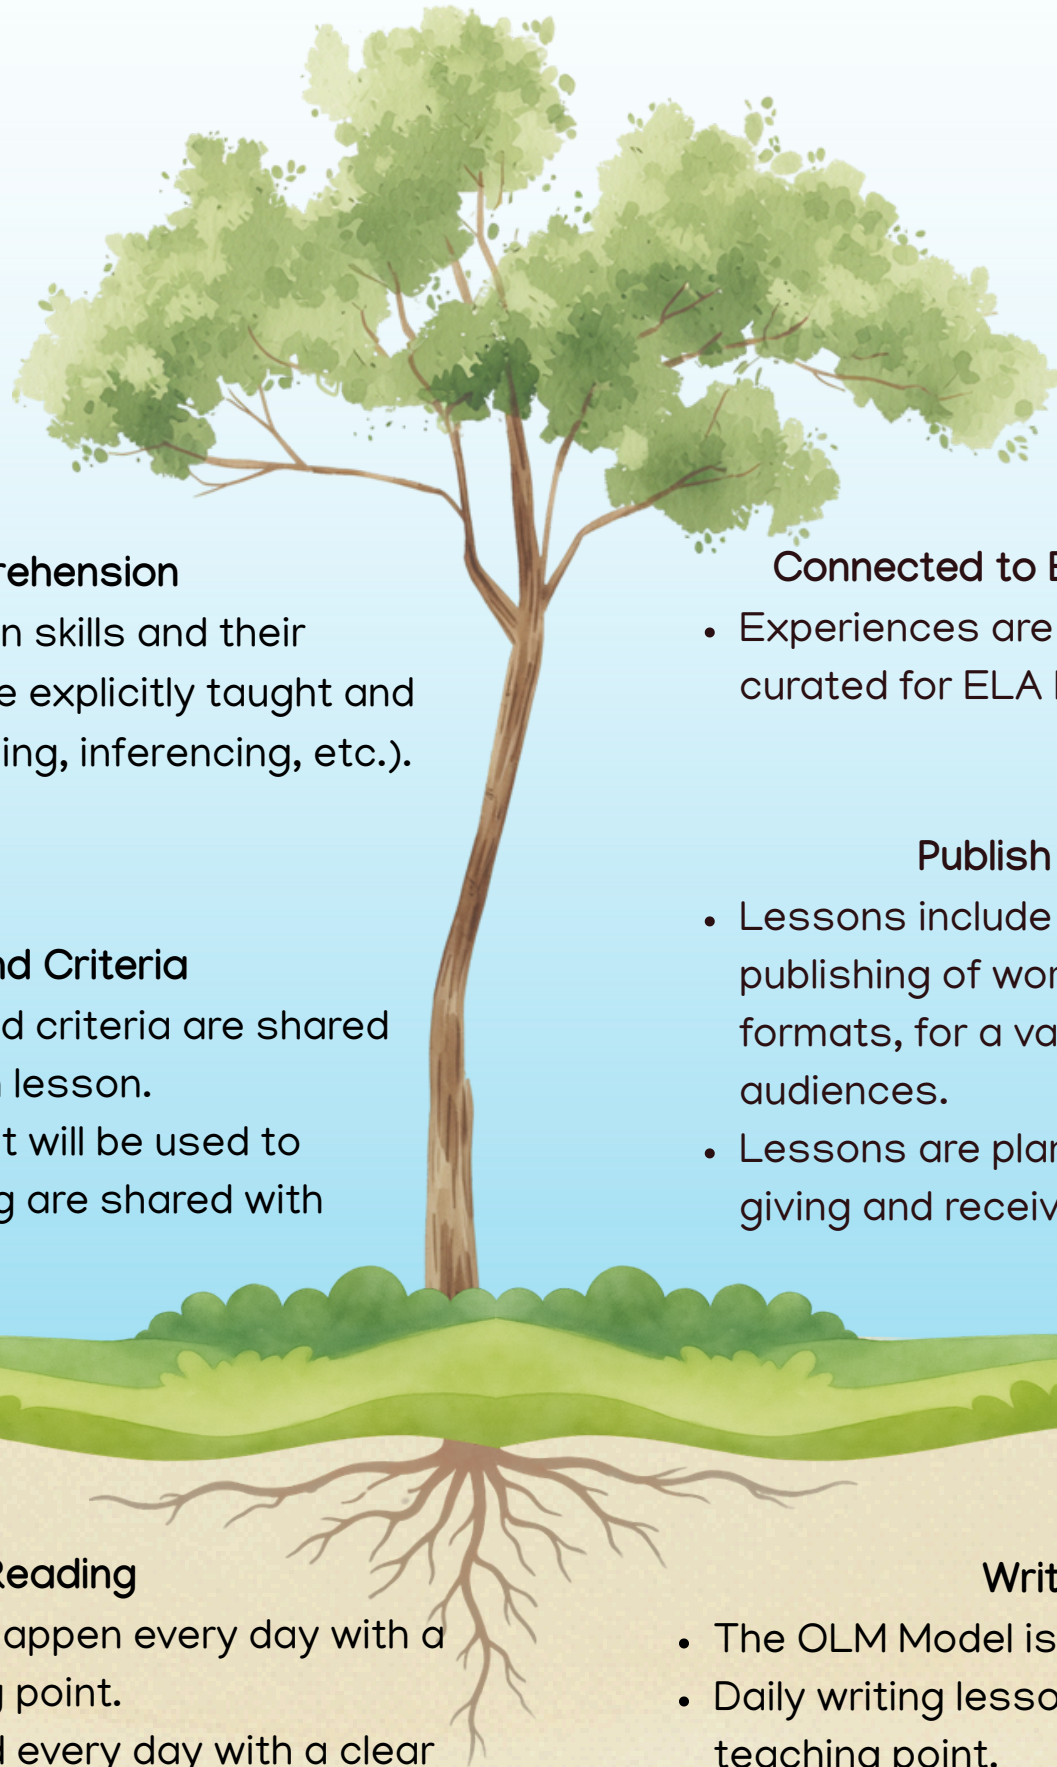 rehension
n skills and their
e explicitly taught and
ing, inferencing, etc.).
nd Criteria
d criteria are shared
lesson.
t will be used to
g are shared with
Connected to E
• Experiences are
curated for ELA
Publish
• Lessons include
publishing of wor
formats, for a va
audiences.
• Lessons are plan
giving and receiv
Reading
appen every day with a
g point.
d every day with a clear
Writ
• The OLM Model is
• Daily writing lesso
teaching point.